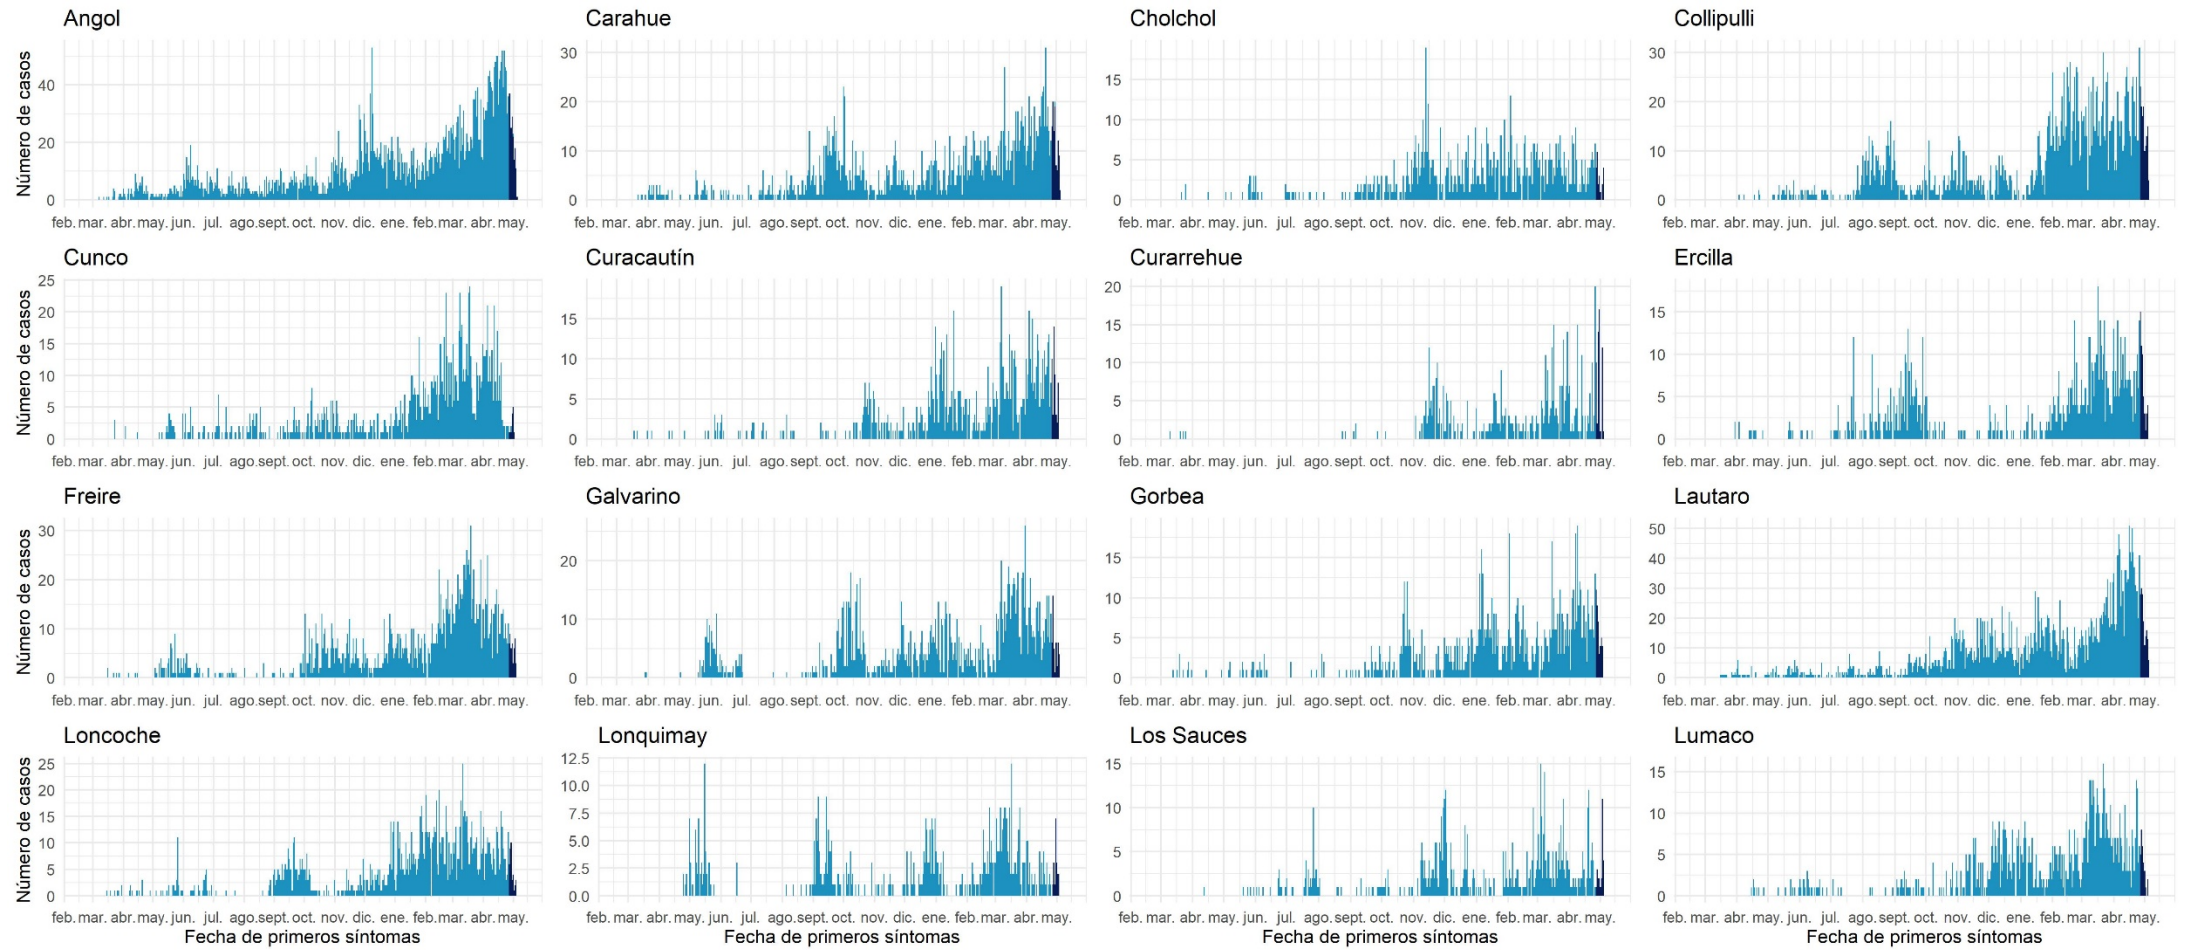 Angol Carahue Cholchol Collipulli
Número de casos
40 30 15 30
20 20 10 20
0 10 5 10
0 0 0
feb. mar. abr. may. jun. jul. ago. sept. oct. nov. dic. ene. feb. mar. abr. may. feb. mar. abr. may. jun. jul. ago. sept. oct. nov. dic. ene. feb. mar. abr. may. feb. mar. abr. may. jun. jul. ago. sept. oct. nov. dic. ene. feb. mar. abr. may. feb. mar. abr. may. jun. jul. ago. sept. oct. nov. dic. ene. feb. mar. abr. may.
Cunco Curacautín Curarrehue Ercilla
Número de casos
25 15 20 15
20 10 15 10
15 5 10 5
10 0 5 0
5 0
0
feb. mar. abr. may. jun. jul. ago. sept. oct. nov. dic. ene. feb. mar. abr. may. feb. mar. abr. may. jun. jul. ago. sept. oct. nov. dic. ene. feb. mar. abr. may. feb. mar. abr. may. jun. jul. ago. sept. oct. nov. dic. ene. feb. mar. abr. may. feb. mar. abr. may. jun. jul. ago. sept. oct. nov. dic. ene. feb. mar. abr. may.
Freire Galvarino Gorbea Lautaro
Número de casos
30 20 15 50
20 10 10 40
10 0 5 30
0 0 20
10
0
feb. mar. abr. may. jun. jul. ago. sept. oct. nov. dic. ene. feb. mar. abr. may. feb. mar. abr. may. jun. jul. ago. sept. oct. nov. dic. ene. feb. mar. abr. may. feb. mar. abr. may. jun. jul. ago. sept. oct. nov. dic. ene. feb. mar. abr. may. feb. mar. abr. may. jun. jul. ago. sept. oct. nov. dic. ene. feb. mar. abr. may.
Loncoche Lonquimay Los Sauces Lumaco
Número de casos
25 12.5 15 15
20 10.0 10 10
15 7.5 5 5
10 5.0 0 0
5 2.5
0 0.0
feb. mar. abr. may. jun. jul. ago. sept. oct. nov. dic. ene. feb. mar. abr. may. feb. mar. abr. may. jun. jul. ago. sept. oct. nov. dic. ene. feb. mar. abr. may. feb. mar. abr. may. jun. jul. ago. sept. oct. nov. dic. ene. feb. mar. abr. may. feb. mar. abr. may. jun. jul. ago. sept. oct. nov. dic. ene. feb. mar. abr. may.
Fecha de primeros síntomas Fecha de primeros síntomas Fecha de primeros síntomas Fecha de primeros síntomas